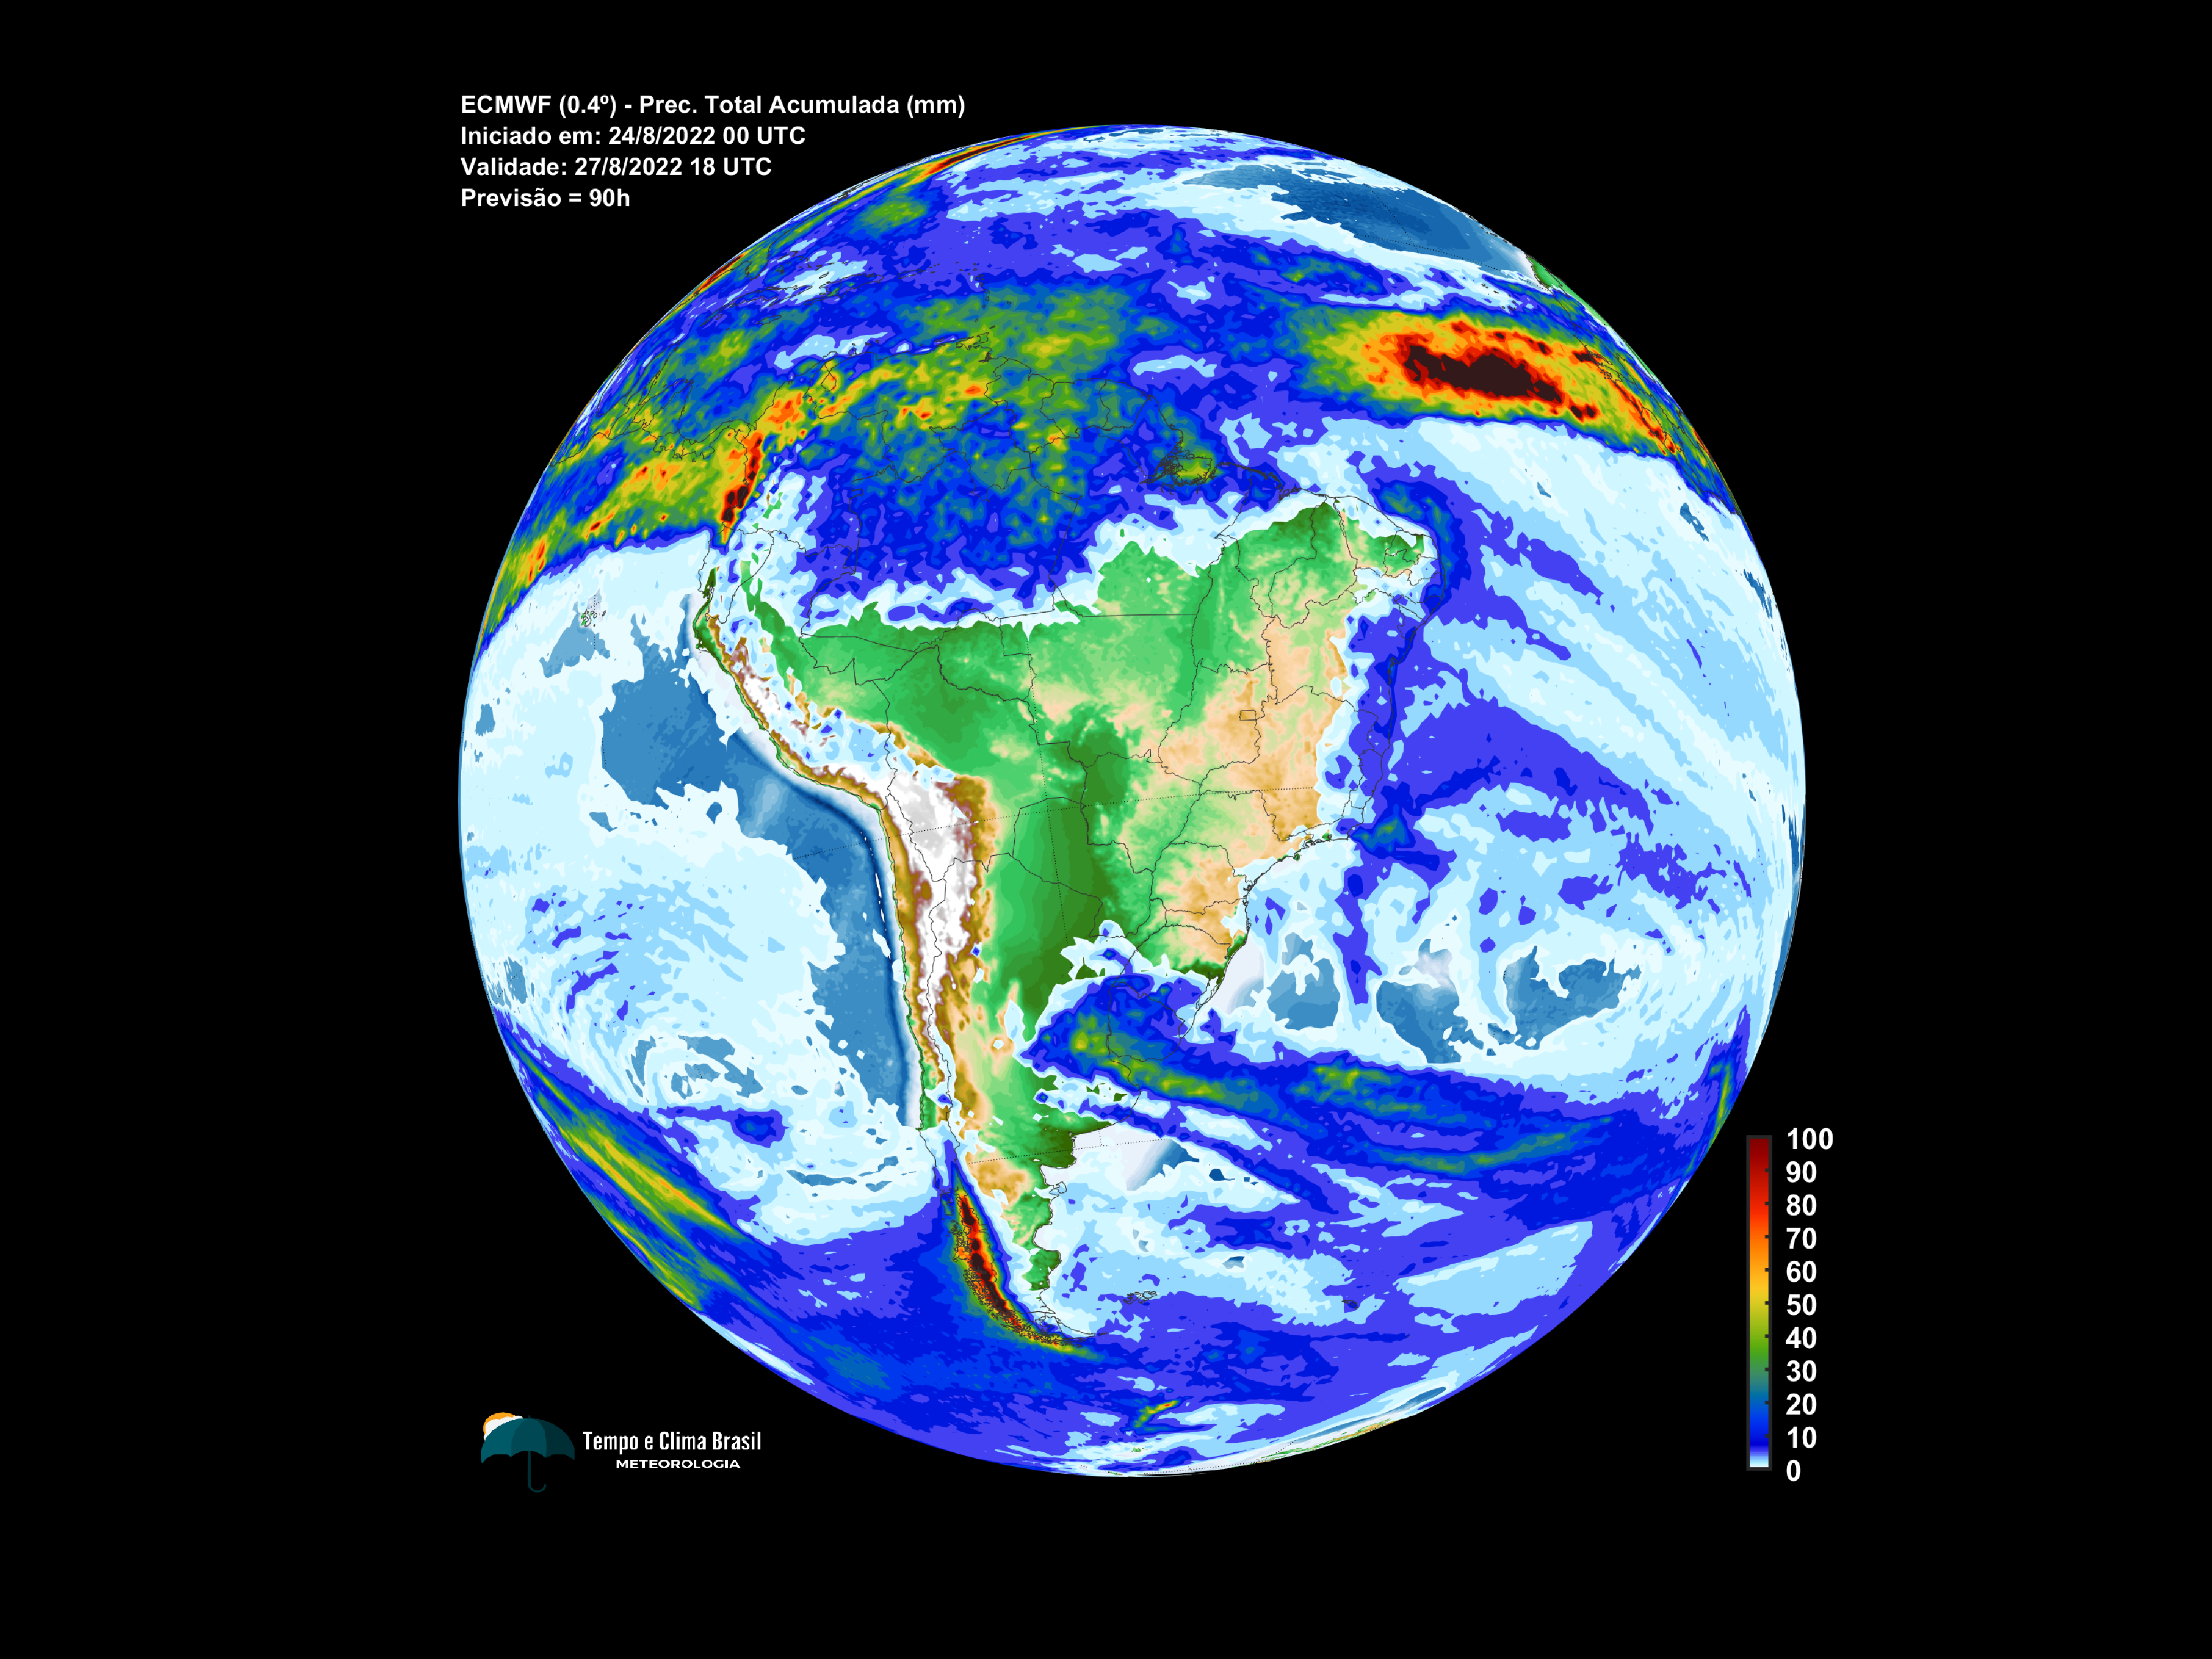 ECMWF (0.4º) - Prec. Total Acumulada (mm)
Iniciado em: 24/8/2022 00 UTC
Validade: 27/8/2022 18 UTC
Previsão = 90h
100
90
80
70
60
50
40
30
20
10
0
Tempo e Clima Brasil
METEOROLOGIA